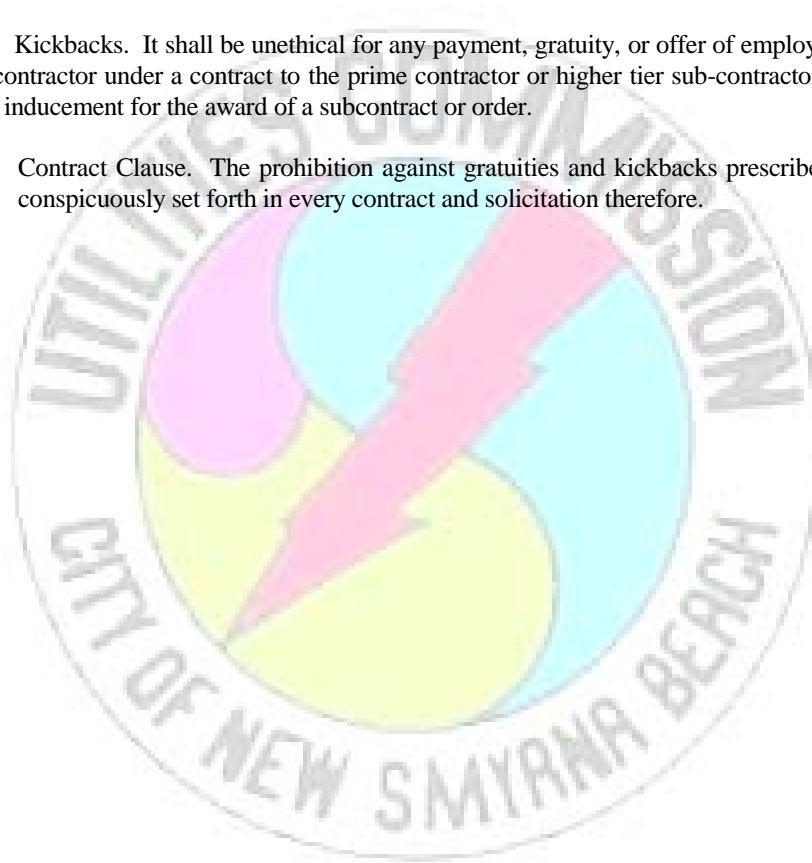 Kickbacks. It shall be unethical for any payment, gratuity, or offer of
contractor under a contract to the prime contractor or higher tier
inducement for the award of a subcontract or order.
Contract Clause. The prohibition against gratuities and kickbacks
conspicuously set forth in every contract and solicitation therefore.
UTILITIES COMMISSION
CITY OF NEW SMYRNA BEACH